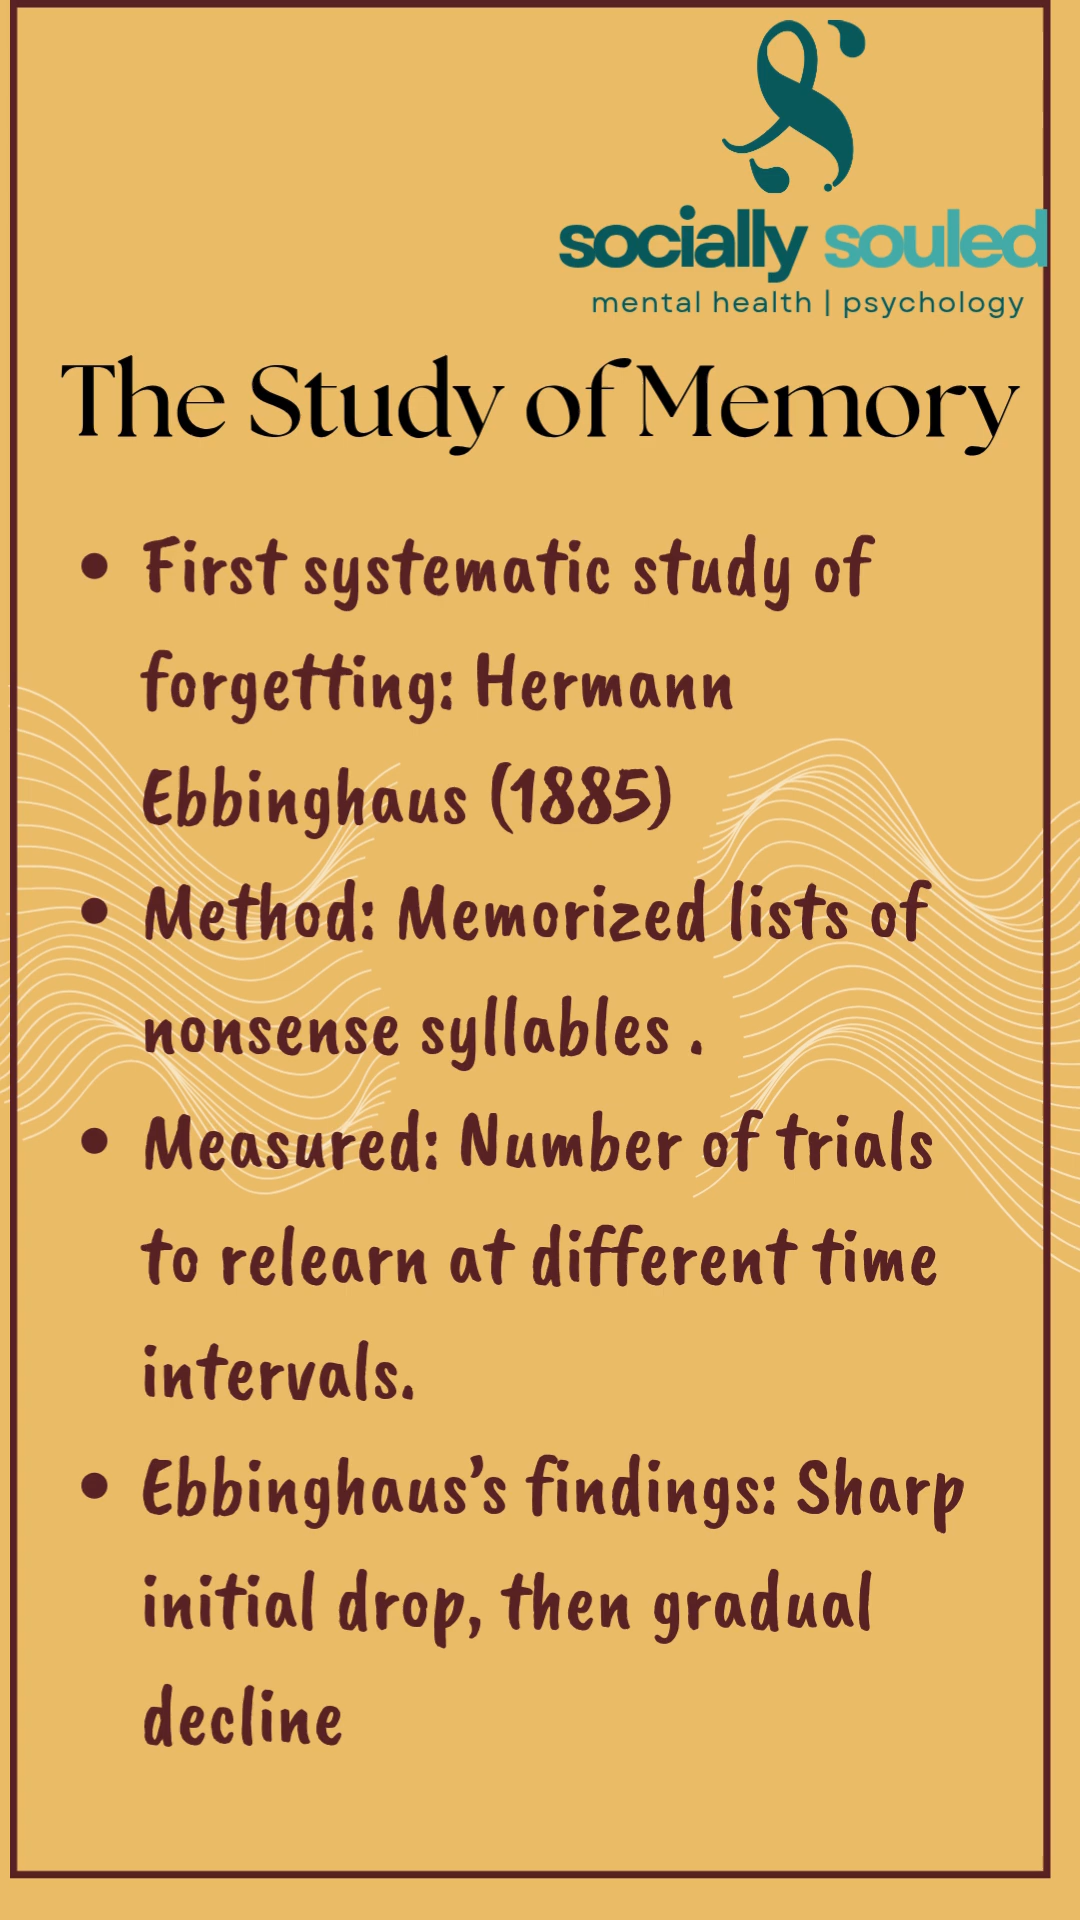 socially souled
mental health | psychology
The Study of Memory
• First systematic study of
forgetting: Hermann
Ebbinghaus (1885)
• Method: Memorized lists of
nonsense syllables .
• Measured: Number of trials
to relearn at different time
intervals.
• Ebbinghaus’s findings: Sharp
initial drop, then gradual
decline